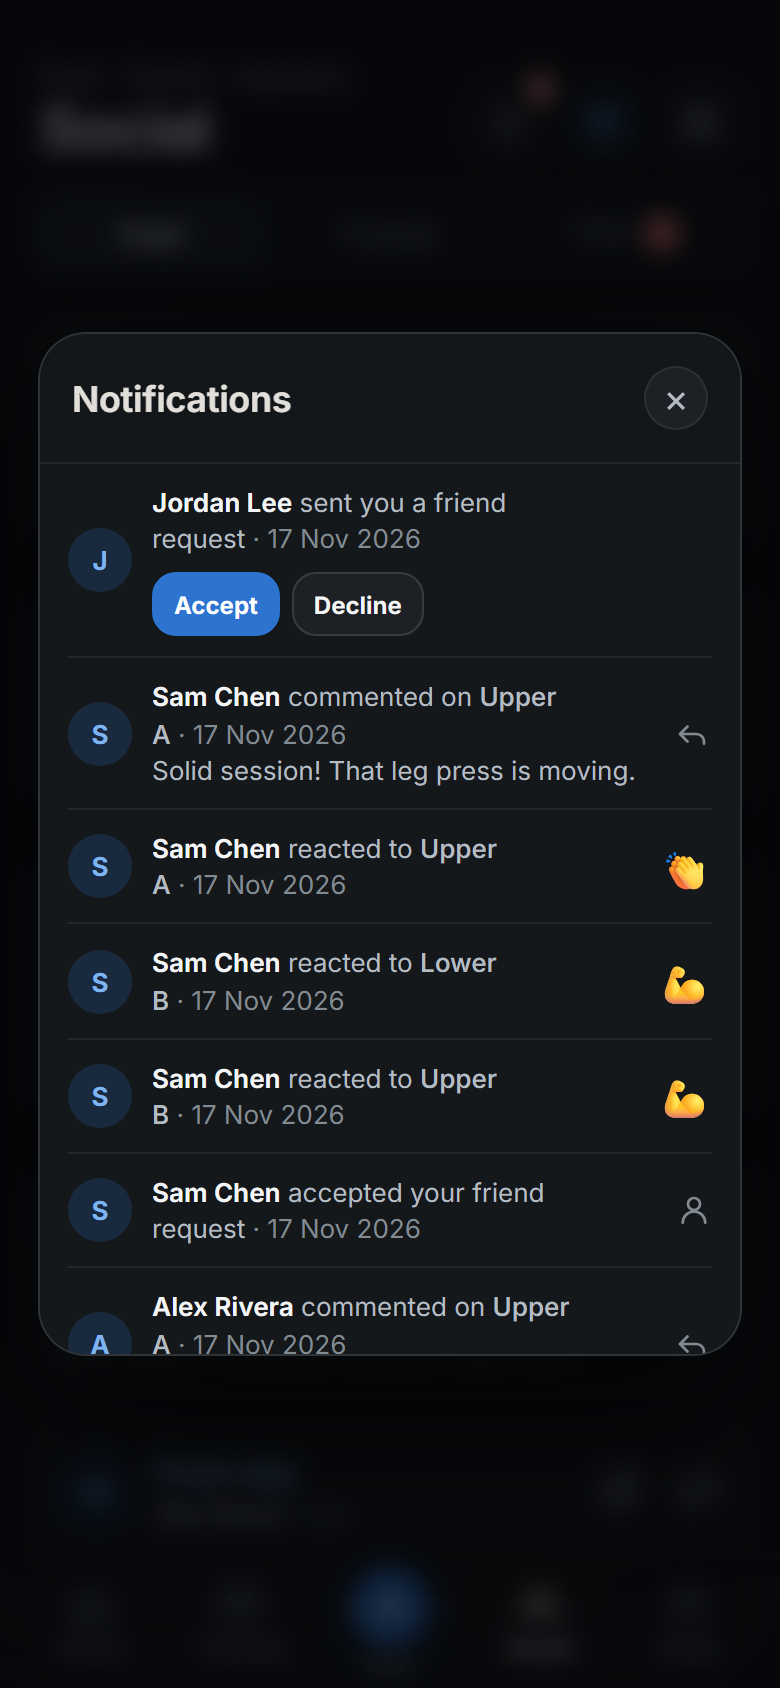 Social
Notifications
Jordan Lee sent you a friend
request · 17 Nov 2026
J
Accept
Decline
Sam Chen commented on Upper
S
A · 17 Nov 2026
Solid session! That leg press is moving.
Sam Chen reacted to Upper
S
A · 17 Nov 2026
Sam Chen reacted to Lower
S
B · 17 Nov 2026
Sam Chen reacted to Upper
S
B · 17 Nov 2026
Sam Chen accepted your friend
S
request · 17 Nov 2026
Alex Rivera commented on Upper
A
A · 17 Nov 2026